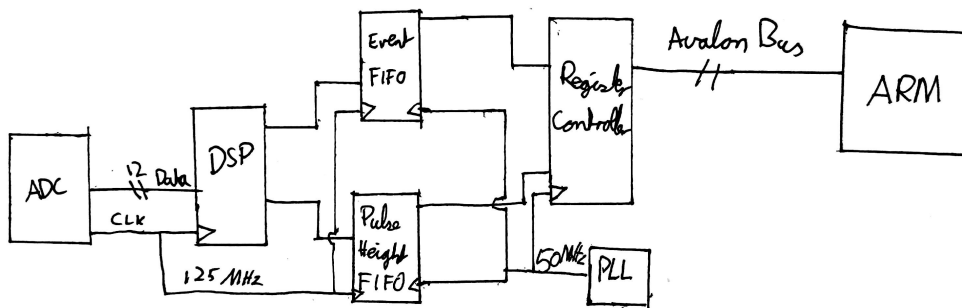 ADC
12
Data
CLK
125 MHz
DSP
Event
FIFO
Pulse
Height
FIFO
Register
Controller
50MHz
PLL
Avalon Bus
ARM